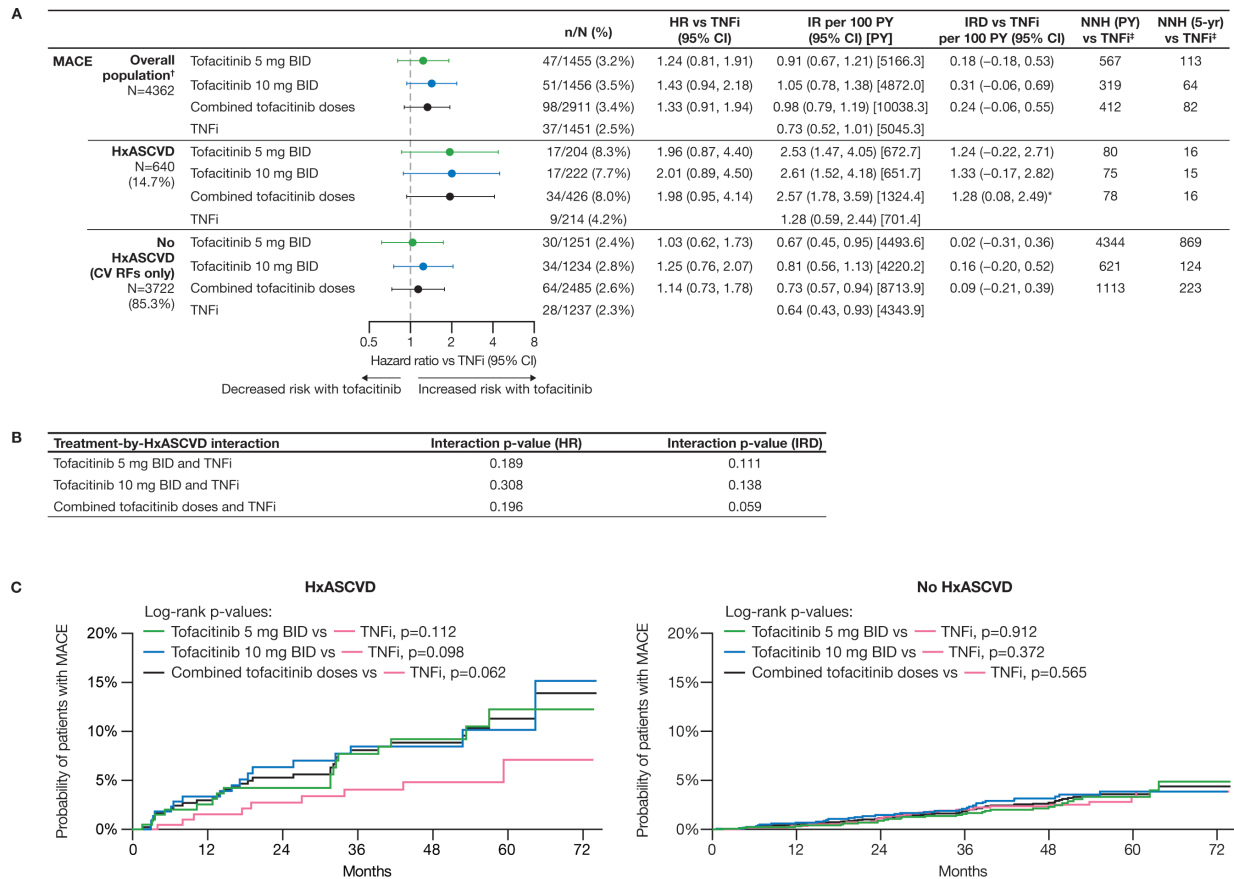 A
n/N (%)
HR vs TNFi (95% CI)
IR per 100 PY (95% CI) [PY]
IRD vs TNFi per 100 PY (95% CI)
NNH (PY) vs TNFi‡
NNH (5-yr) vs TNFi‡
MACE
Overall population†
N=4362
Tofacitinib 5 mg BID 47/1455 (3.2%) 1.24 (0.81, 1.91) 0.91 (0.67, 1.21) [5166.3] 0.18 (−0.18, 0.53) 567 113
Tofacitinib 10 mg BID 51/1456 (3.5%) 1.43 (0.94, 2.18) 1.05 (0.78, 1.38) [4872.0] 0.31 (−0.06, 0.69) 319 64
Combined tofacitinib doses 98/2911 (3.4%) 1.33 (0.91, 1.94) 0.98 (0.79, 1.19) [10038.3] 0.24 (−0.06, 0.55) 412 82
TNFi 37/1451 (2.5%) 0.73 (0.52, 1.01) [5045.3]
HxASCVD
N=640
(14.7%)
Tofacitinib 5 mg BID 17/204 (8.3%) 1.96 (0.87, 4.40) 2.53 (1.47, 4.05) [672.7] 1.24 (−0.22, 2.71) 80 16
Tofacitinib 10 mg BID 17/222 (7.7%) 2.01 (0.89, 4.50) 2.61 (1.52, 4.18) [651.7] 1.33 (−0.17, 2.82) 75 15
Combined tofacitinib doses 34/426 (8.0%) 1.98 (0.95, 4.14) 2.57 (1.78, 3.59) [1324.4] 1.28 (0.08, 2.49)* 78 16
TNFi 9/214 (4.2%) 1.28 (0.59, 2.44) [701.4]
No
HxASCVD
(CV RFs only)
N=3722
(85.3%)
Tofacitinib 5 mg BID 30/1251 (2.4%) 1.03 (0.62, 1.73) 0.67 (0.45, 0.95) [4493.6] 0.02 (−0.31, 0.36) 4344 869
Tofacitinib 10 mg BID 34/1234 (2.8%) 1.25 (0.76, 2.07) 0.81 (0.56, 1.13) [4220.2] 0.16 (−0.20, 0.52) 621 124
Combined tofacitinib doses 64/2485 (2.6%) 1.14 (0.73, 1.78) 0.73 (0.57, 0.94) [8713.9] 0.09 (−0.21, 0.39) 1113 223
TNFi 28/1237 (2.3%) 0.64 (0.43, 0.93) [4343.9]
0.5 1 2 4 8
Hazard ratio vs TNFi (95% CI)
Decreased risk with tofacitinib Increased risk with tofacitinib
B
Treatment-by-HxASCVD interaction Interaction p-value (HR) Interaction p-value (IRD)
Tofacitinib 5 mg BID and TNFi 0.189 0.111
Tofacitinib 10 mg BID and TNFi 0.308 0.138
Combined tofacitinib doses and TNFi 0.196 0.059
C
HxASCVD
Log-rank p-values:
Tofacitinib 5 mg BID vs TNFi, p=0.112
Tofacitinib 10 mg BID vs TNFi, p=0.098
Combined tofacitinib doses vs TNFi, p=0.062
Probability of patients with MACE
20%
15%
10%
5%
0%
0 12 24 36 48 60 72
Months
No HxASCVD
Log-rank p-values:
Tofacitinib 5 mg BID vs TNFi, p=0.912
Tofacitinib 10 mg BID vs TNFi, p=0.372
Combined tofacitinib doses vs TNFi, p=0.565
Probability of patients with MACE
20%
15%
10%
5%
0%
0 12 24 36 48 60 72
Months